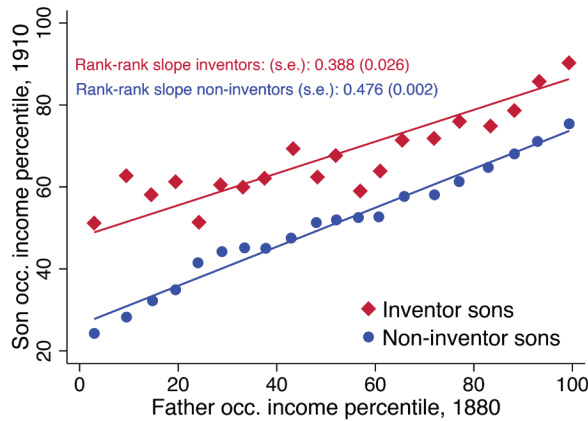 Son occ. income percentile, 1910
100
80
60
40
20
Rank-rank slope inventors: (s.e.): 0.388 (0.026)
Rank-rank slope non-inventors (s.e.): 0.476 (0.002)
Inventor sons
Non-inventor sons
0 20 40 60 80 100
Father occ. income percentile, 1880